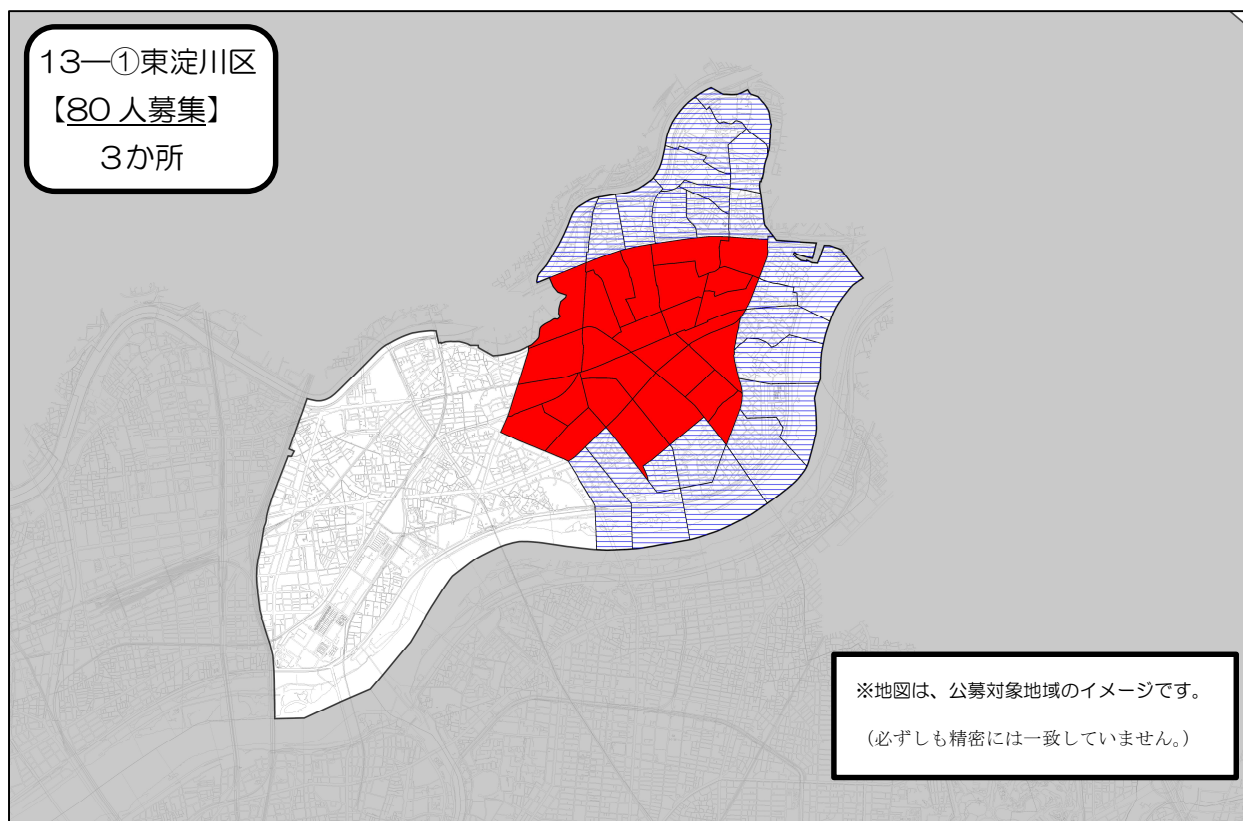 13―①東淀川区
【80人募集】
3か所
※地図は、公募対象地域のイメージです。
(必ずしも精密には一致していません。)